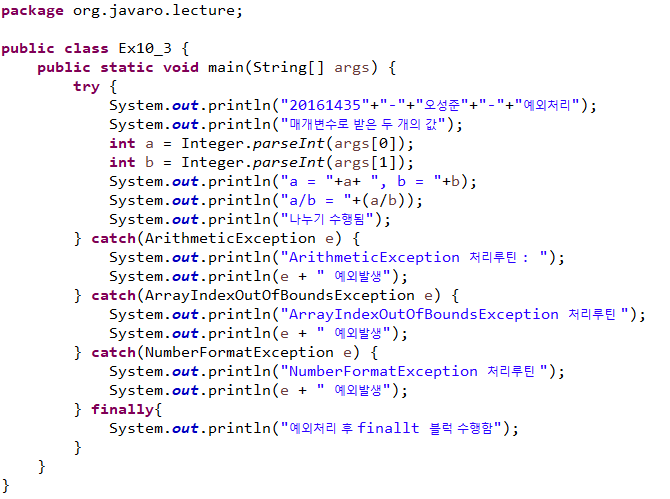 package org.javaro.lecture;
public class Ex10_3 {
public static void main(String[] args) {
try {
System.out.println("20161435"+"-"+"오성준"+"-"+"예외처리");
System.out.println("매개변수로 받은 두 개의 값");
int a = Integer.parseInt(args[0]);
int b = Integer.parseInt(args[1]);
System.out.println("a = "+a+ ", b = "+b);
System.out.println("a/b = "+(a/b));
System.out.println("나누기 수행됨");
} catch(ArithmeticException e) {
System.out.println("ArithmeticException 처리루틴 : ");
System.out.println(e + " 예외발생");
} catch(ArrayIndexOutOfBoundsException e) {
System.out.println("ArrayIndexOutOfBoundsException 처리루틴 ");
System.out.println(e + " 예외발생");
} catch(NumberFormatException e) {
System.out.println("NumberFormatException 처리루틴 ");
System.out.println(e + " 예외발생");
} finally{
System.out.println("예외처리 후 finallt 블럭 수행함");
}
}
}